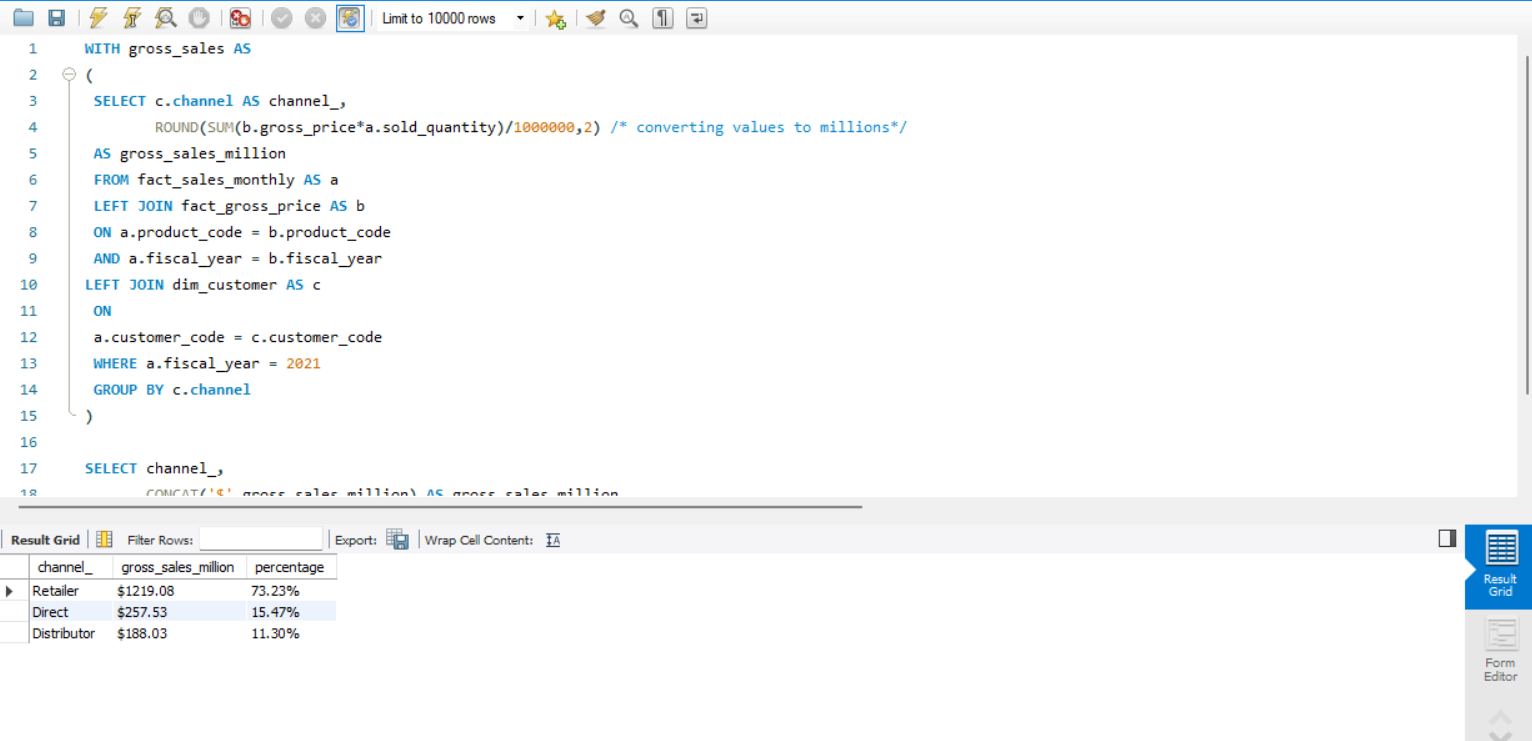 Limit to 10000 rows
1 WITH gross_sales AS
2 (
3 SELECT c.channel AS channel_,
4 ROUND(SUM(b.gross_price*a.sold_quantity)/1000000,2) /* converting values to millions*/
5 AS gross_sales_million
6 FROM fact_sales_monthly AS a
7 LEFT JOIN fact_gross_price AS b
8 ON a.product_code = b.product_code
9 AND a.fiscal_year = b.fiscal_year
10 LEFT JOIN dim_customer AS c
11 ON
12 a.customer_code = c.customer_code
13 WHERE a.fiscal_year = 2021
14 GROUP BY c.channel
15 )
16
17 SELECT channel_,
18 CONCAT('$',gross_sales_million) AS gross_sales_million
Result Grid Filter Rows: Export: Wrap Cell Content: IA
channel_ gross_sales_million percentage
Retailer $1219.08 73.23%
Direct $257.53 15.47%
Distributor $188.03 11.30%
Result
Grid
Form
Editor